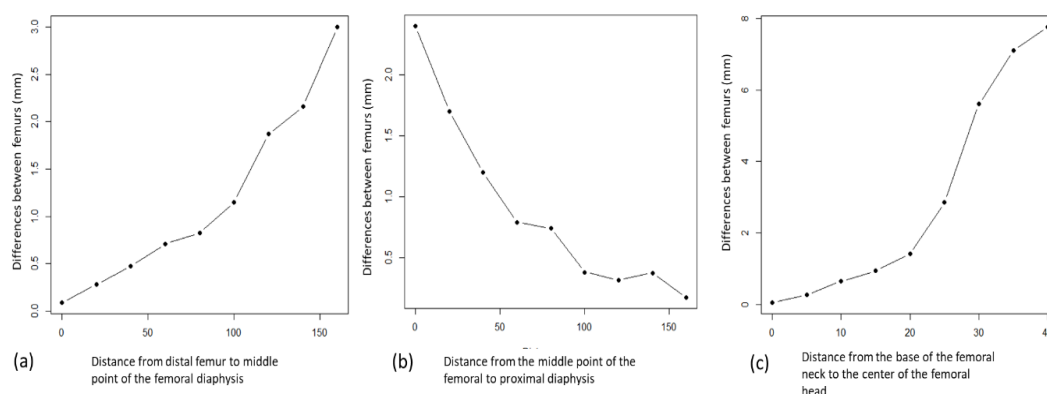 Differences between femurs (mm)
0.0 0.5 1.0 1.5 2.0 2.5 3.0
0 50 100 150
(a) Distance from distal femur to middle
point of the femoral diaphysis
Differences between femurs (mm)
0.5 1.0 1.5 2.0
0 50 100 150
(b) Distance from the middle point of the
femoral to proximal diaphysis
Differences between femurs (mm)
0 2 4 6 8
0 10 20 30
(c) Distance from the base of the femoral
neck to the center of the femoral
head